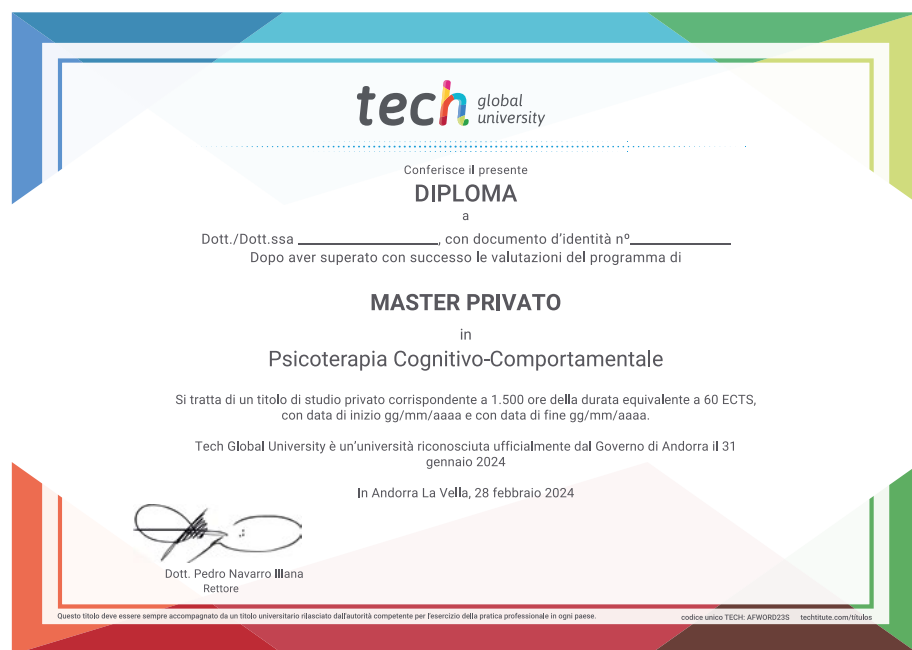 tech global
university
Conferisce il presente
DIPLOMA
a
Dott./Dott.ssa ________________, con documento d'identità nº____________
Dopo aver superato con successo le valutazioni del programma di
MASTER PRIVATO
in
Psicoterapia Cognitivo-Comportamentale
Si tratta di un titolo di studio privato corrispondente a 1.500 ore della durata equivalente a 60 ECTS,
con data di inizio gg/mm/aaaa e con data di fine gg/mm/aaaa.
Tech Global University è un'università riconosciuta ufficialmente dal Governo di Andorra il 31
gennaio 2024
In Andorra La Vella, 28 febbraio 2024
Dott. Pedro Navarro Illana
Rettore
Questo titolo deve essere sempre accompagnato da un titolo universitario rilasciato dall'autorità competente per l'esercizio della pratica professionale in ogni paese.
codice unico TECH: AFWORD23S techtitute.com/títulos